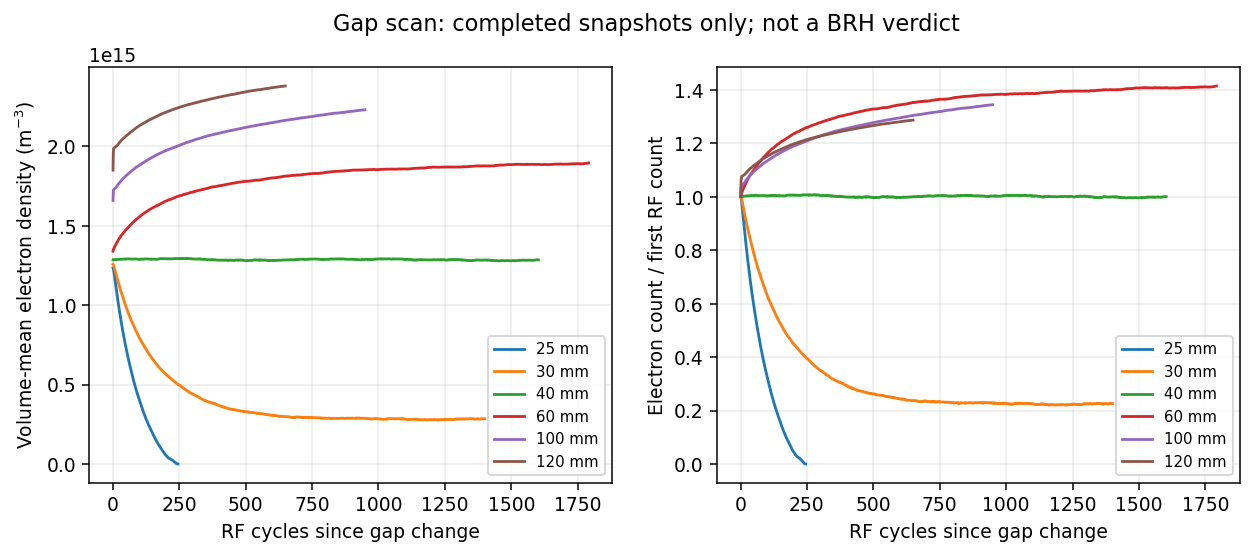 Gap scan: completed snapshots only; not a BRH verdict
1e15
Volume-mean electron density (m⁻³)
2.0
1.5
1.0
0.5
0.0
0 250 500 750 1000 1250 1500 1750
RF cycles since gap change
25 mm
30 mm
40 mm
60 mm
100 mm
120 mm
Electron count / first RF count
1.4
1.2
1.0
0.8
0.6
0.4
0.2
0.0
0 250 500 750 1000 1250 1500 1750
RF cycles since gap change
25 mm
30 mm
40 mm
60 mm
100 mm
120 mm